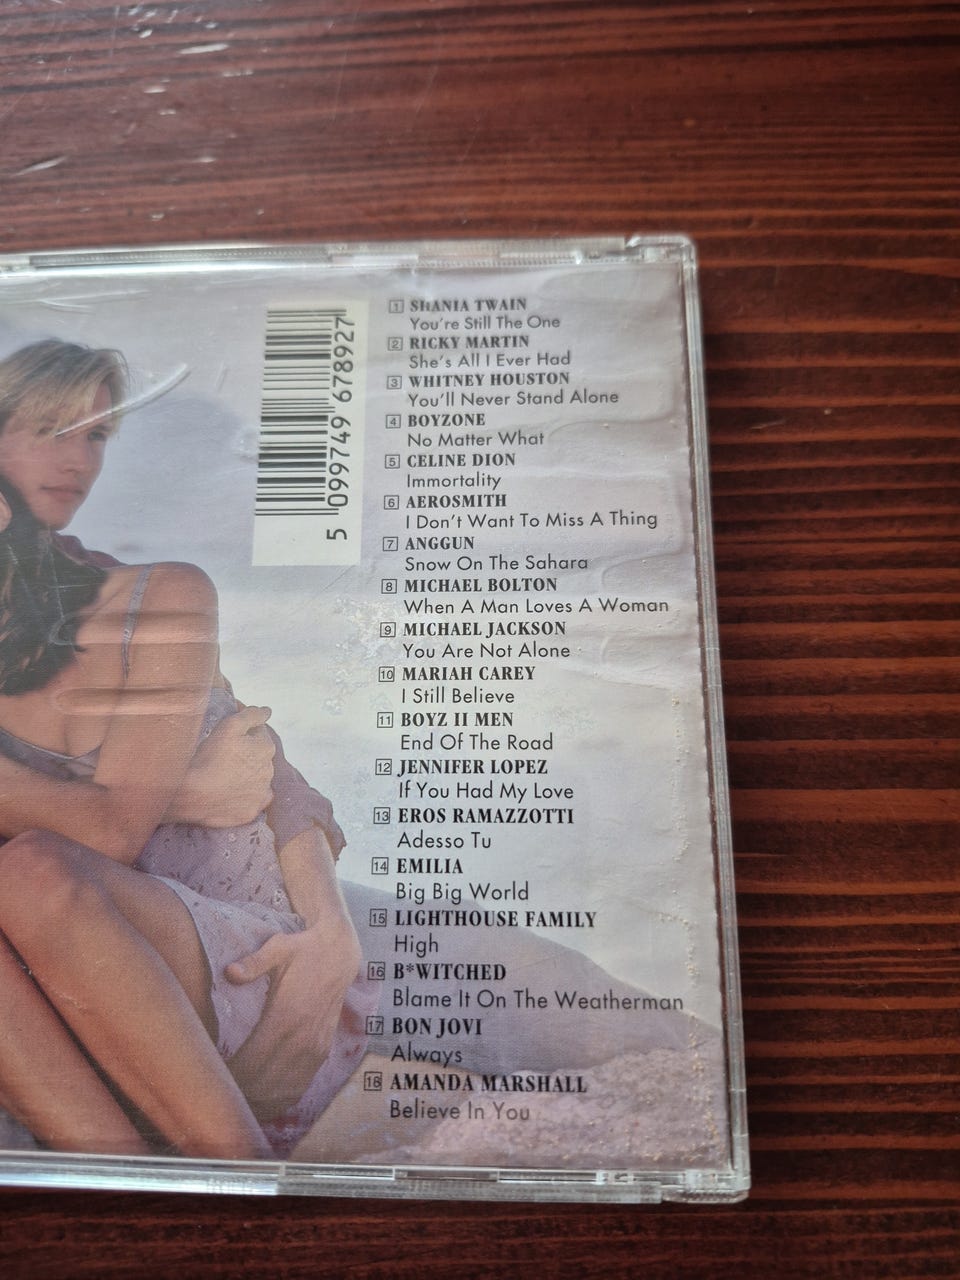 5 099749 678927
1 SHANIA TWAIN
You're Still The One
2 RICKY MARTIN
She's All I Ever Had
3 WHITNEY HOUSTON
You'll Never Stand Alone
4 BOYZONE
No Matter What
5 CELINE DION
Immortality
6 AEROSMITH
I Don't Want To Miss A Thing
7 ANGGUN
Snow On The Sahara
8 MICHAEL BOLTON
When A Man Loves A Woman
9 MICHAEL JACKSON
You Are Not Alone
10 MARIAH CAREY
I Still Believe
11 BOYZ II MEN
End Of The Road
12 JENNIFER LOPEZ
If You Had My Love
13 EROS RAMAZZOTTI
Adesso Tu
14 EMILIA
Big Big World
15 LIGHTHOUSE FAMILY
High
16 B*WITCHED
Blame It On The Weatherman
17 BON JOVI
Always
18 AMANDA MARSHALL
Believe In You